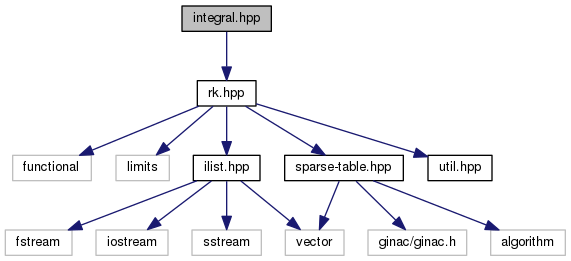 integral.hpp
rk.hpp
functional
limits
ilist.hpp
sparse-table.hpp
util.hpp
fstream
iostream
sstream
vector
ginac/ginac.h
algorithm